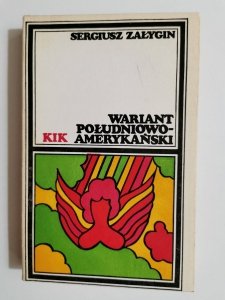 SERGIUSZ ZAŁYGIN
WARIANT
POŁUDNIOWO-
KIK AMERYKAŃSKI